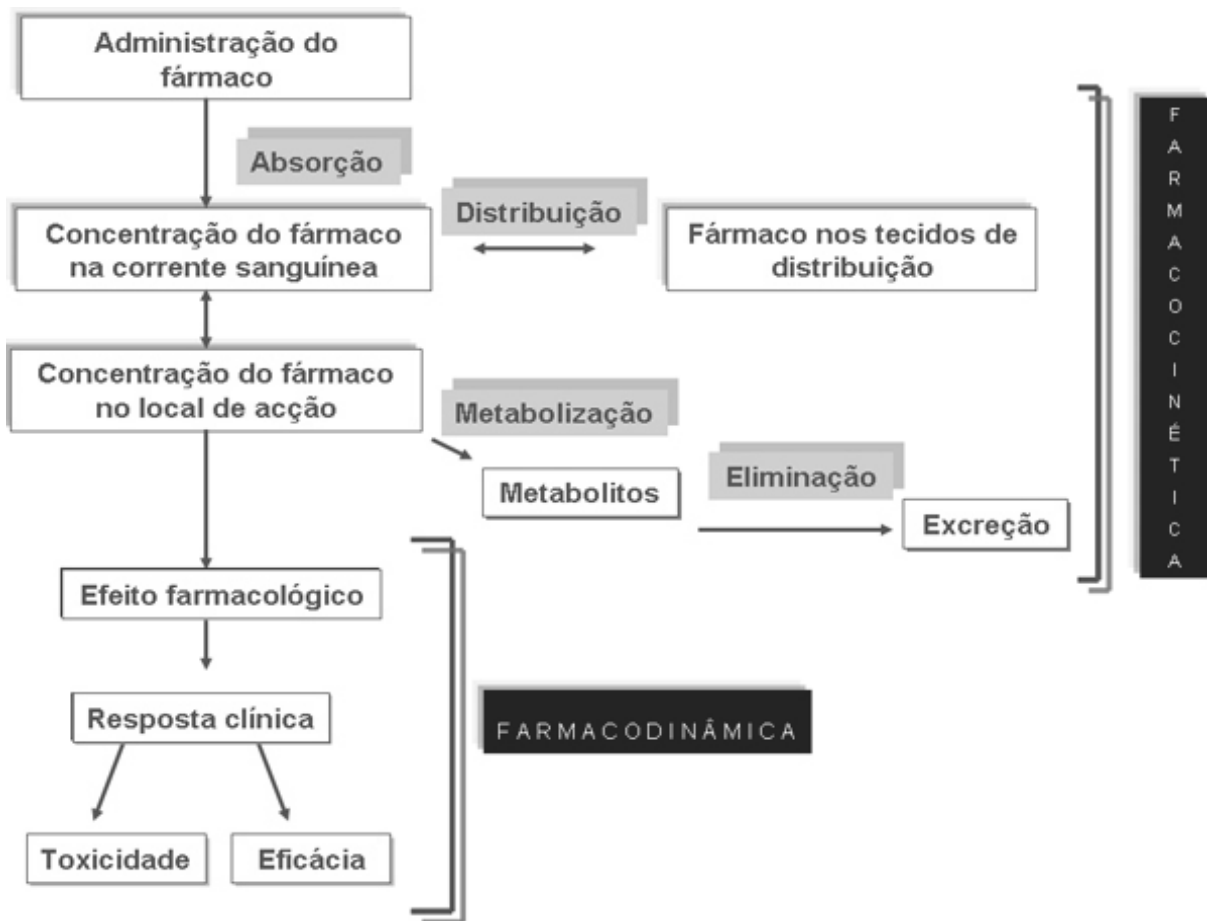 Administração do
fármaco
Absorção
Distribuição
Concentração do fármaco
na corrente sanguínea
Fármaco nos tecidos de
distribuição
Concentração do fármaco
no local de acção
Metabolização
Metabolitos
Eliminação
Excreção
FARMACOCINÉTICA
Efeito farmacológico
Resposta clínica
FARMACODINÂMICA
Toxicidade
Eficácia